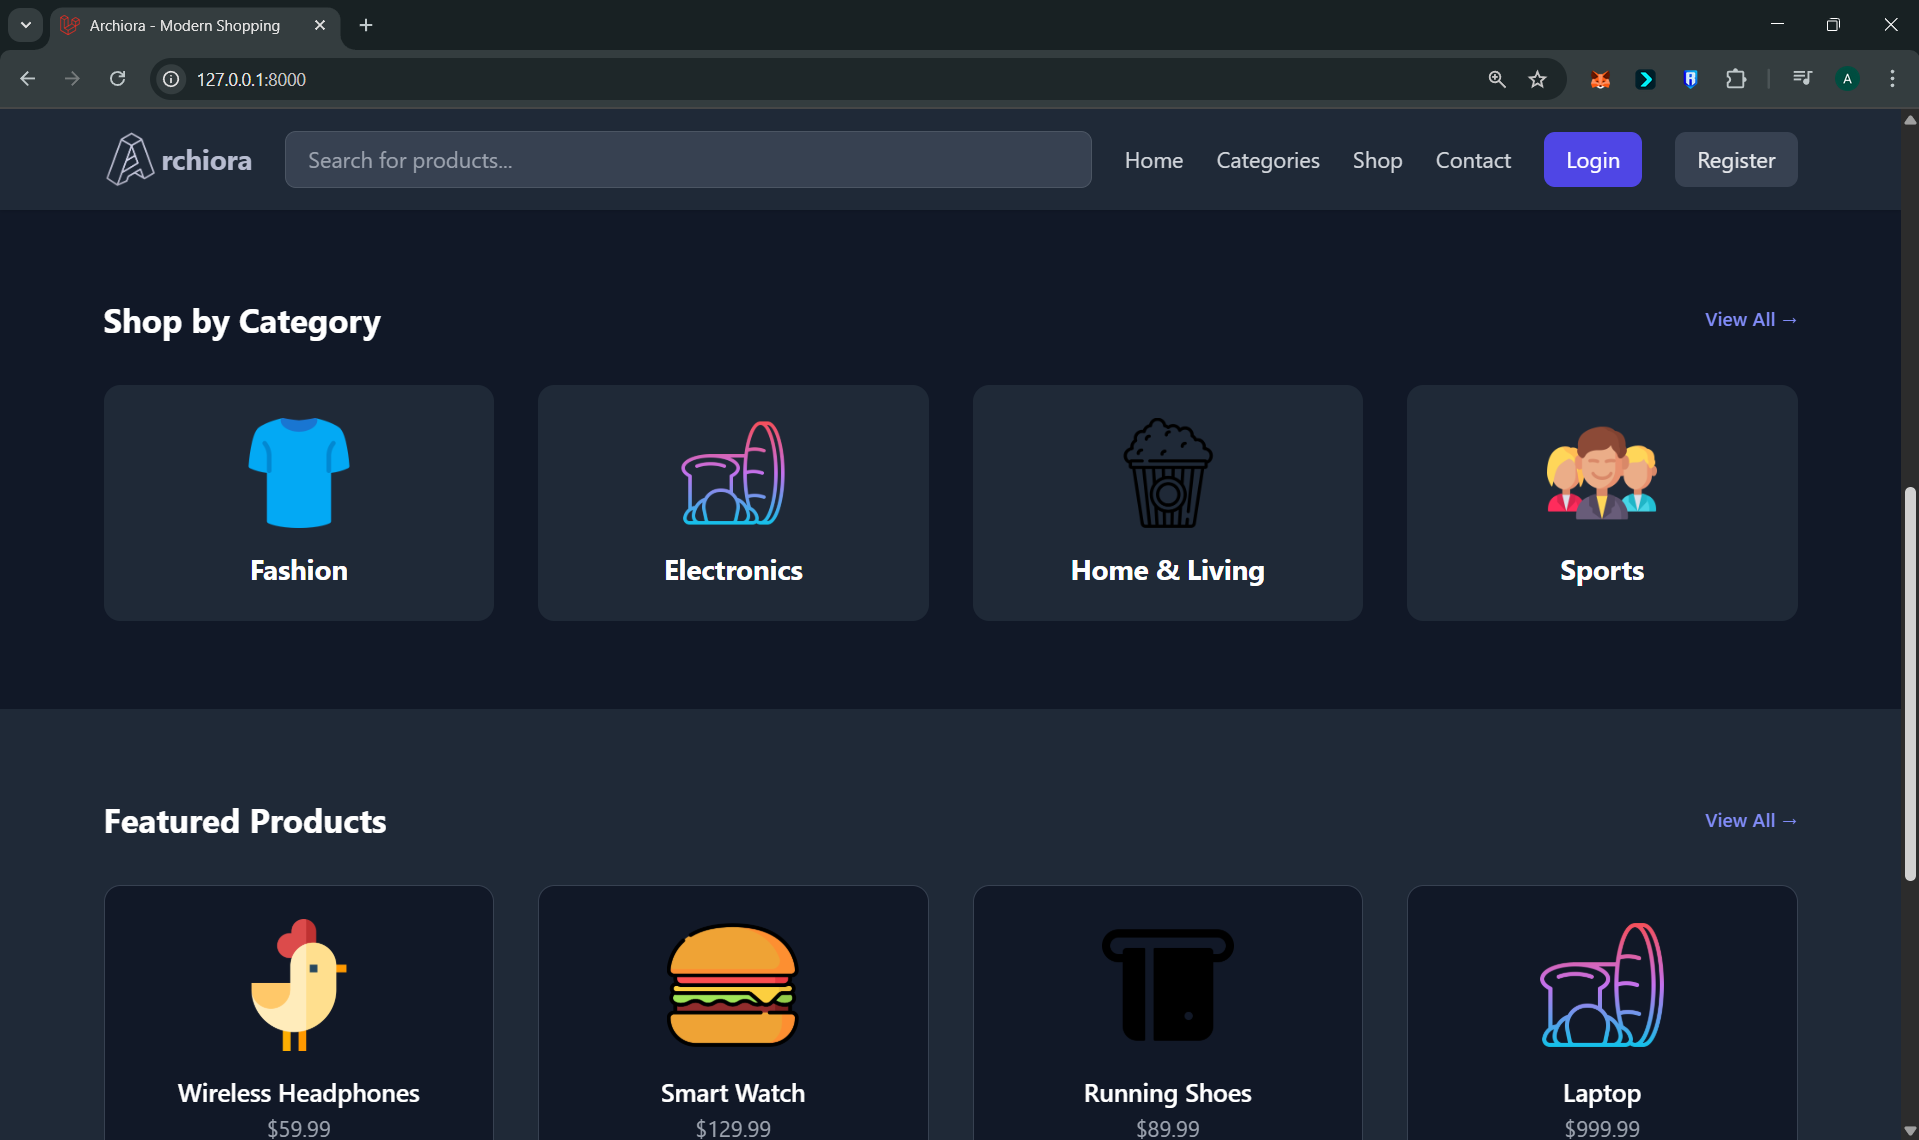 Archiora - Modern Shopping
127.0.0.1:8000
A
rchiora
Search for products...
Home
Categories
Shop
Contact
Login
Register
Shop by Category
View All →
Fashion
Electronics
Home & Living
Sports
Featured Products
View All →
Wireless Headphones
Smart Watch
Running Shoes
Laptop
$59.99
$129.99
$89.99
$999.99